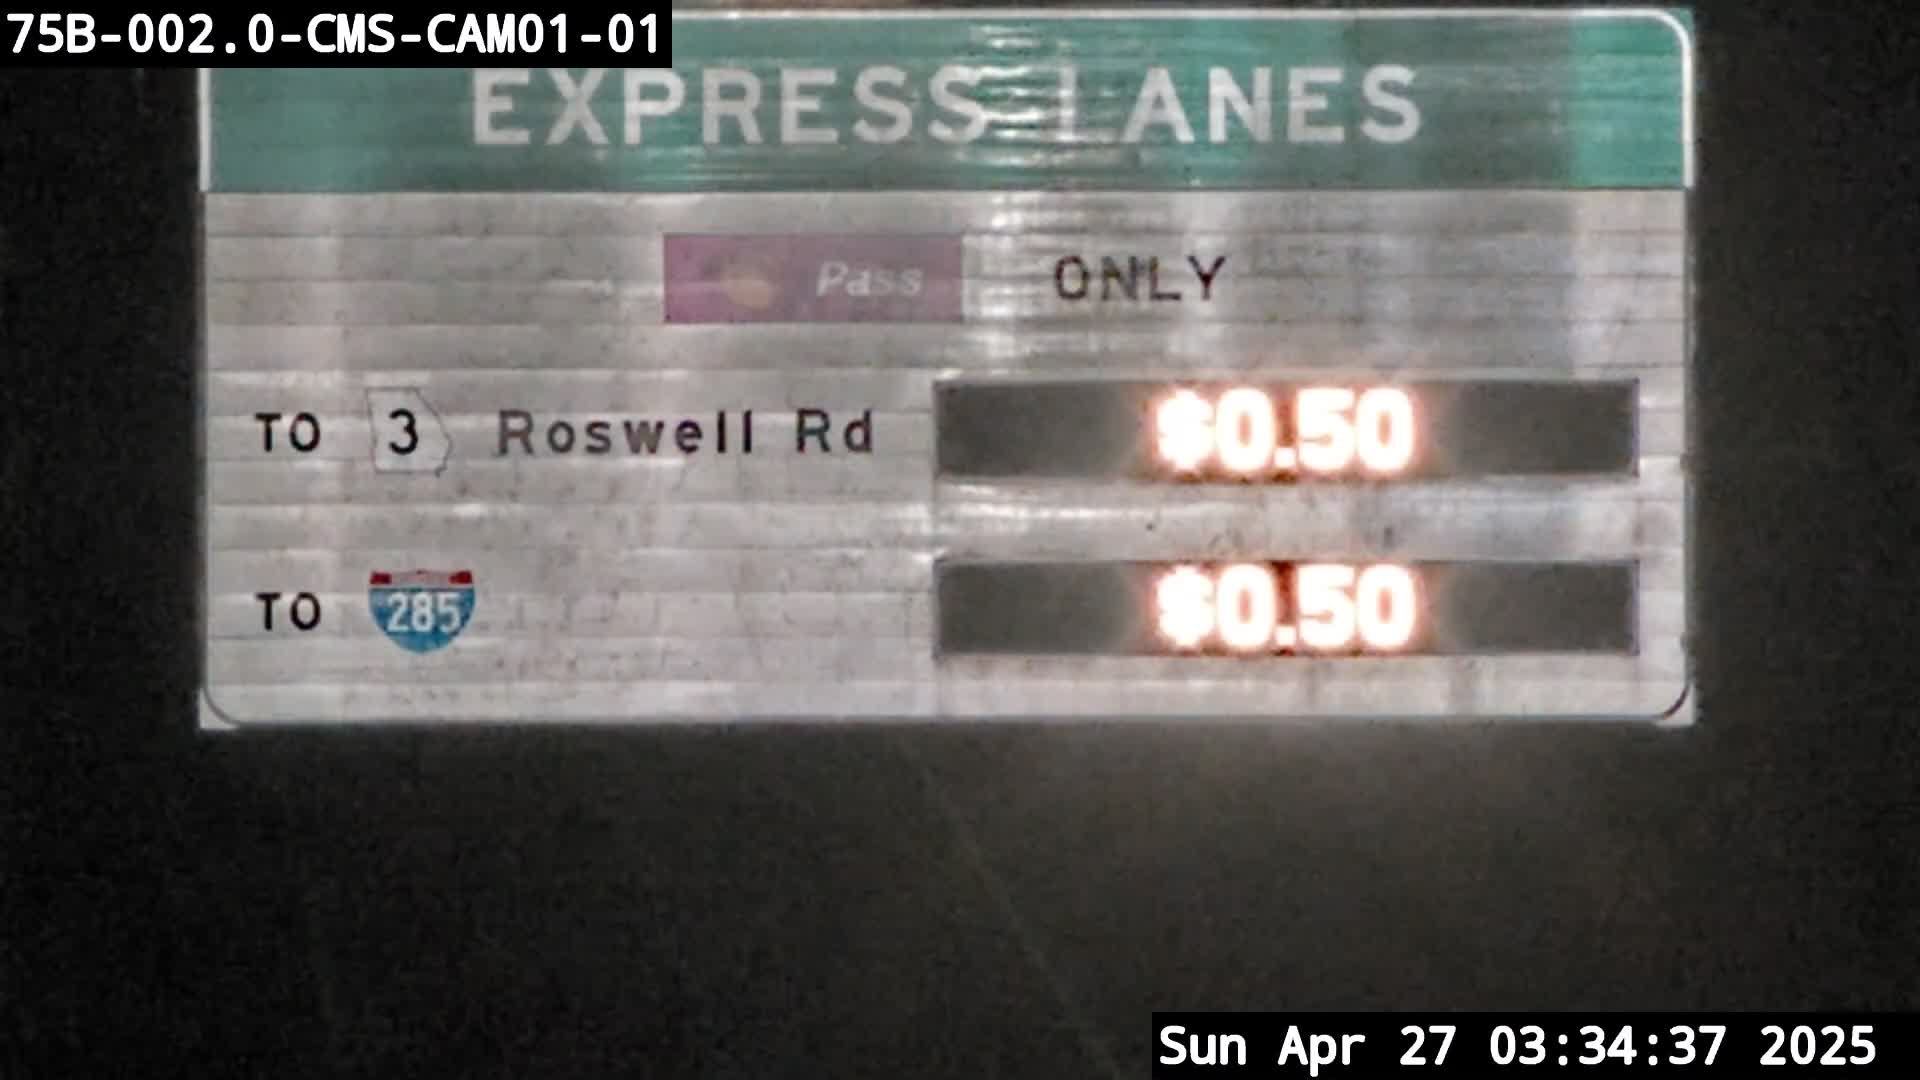 75B-002.0-CMS-CAM01-01
EXPRESS LANES
Pass ONLY
TO 3 Roswell Rd $0.50
TO 285 $0.50
Sun Apr 27 03:34:37 2025